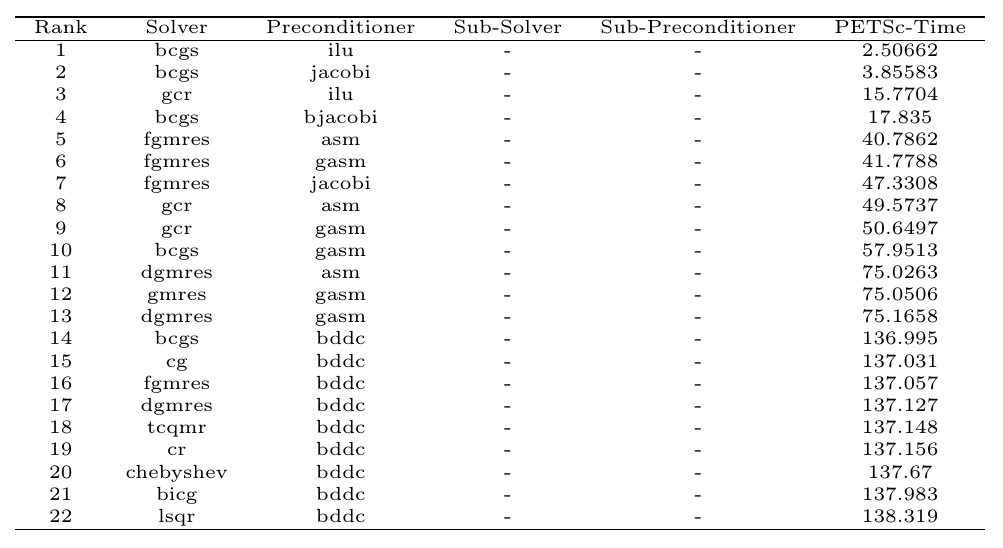 Rank Solver Preconditioner Sub-Solver Sub-Preconditioner PETSc-Time
1 bcgs ilu - - 2.50662
2 bcgs jacobi - - 3.85583
3 gcr ilu - - 15.7704
4 bcgs bjacobi - - 17.835
5 fgmres asm - - 40.7862
6 fgmres gasm - - 41.7788
7 fgmres jacobi - - 47.3308
8 gcr asm - - 49.5737
9 gcr gasm - - 50.6497
10 bcgs gasm - - 57.9513
11 dgmres asm - - 75.0263
12 gmres gasm - - 75.0506
13 dgmres gasm - - 75.1658
14 bcgs bddc - - 136.995
15 cg bddc - - 137.031
16 fgmres bddc - - 137.057
17 dgmres bddc - - 137.127
18 tcqmr bddc - - 137.148
19 cr bddc - - 137.156
20 chebyshev bddc - - 137.67
21 bicg bddc - - 137.983
22 lsqr bddc - - 138.319